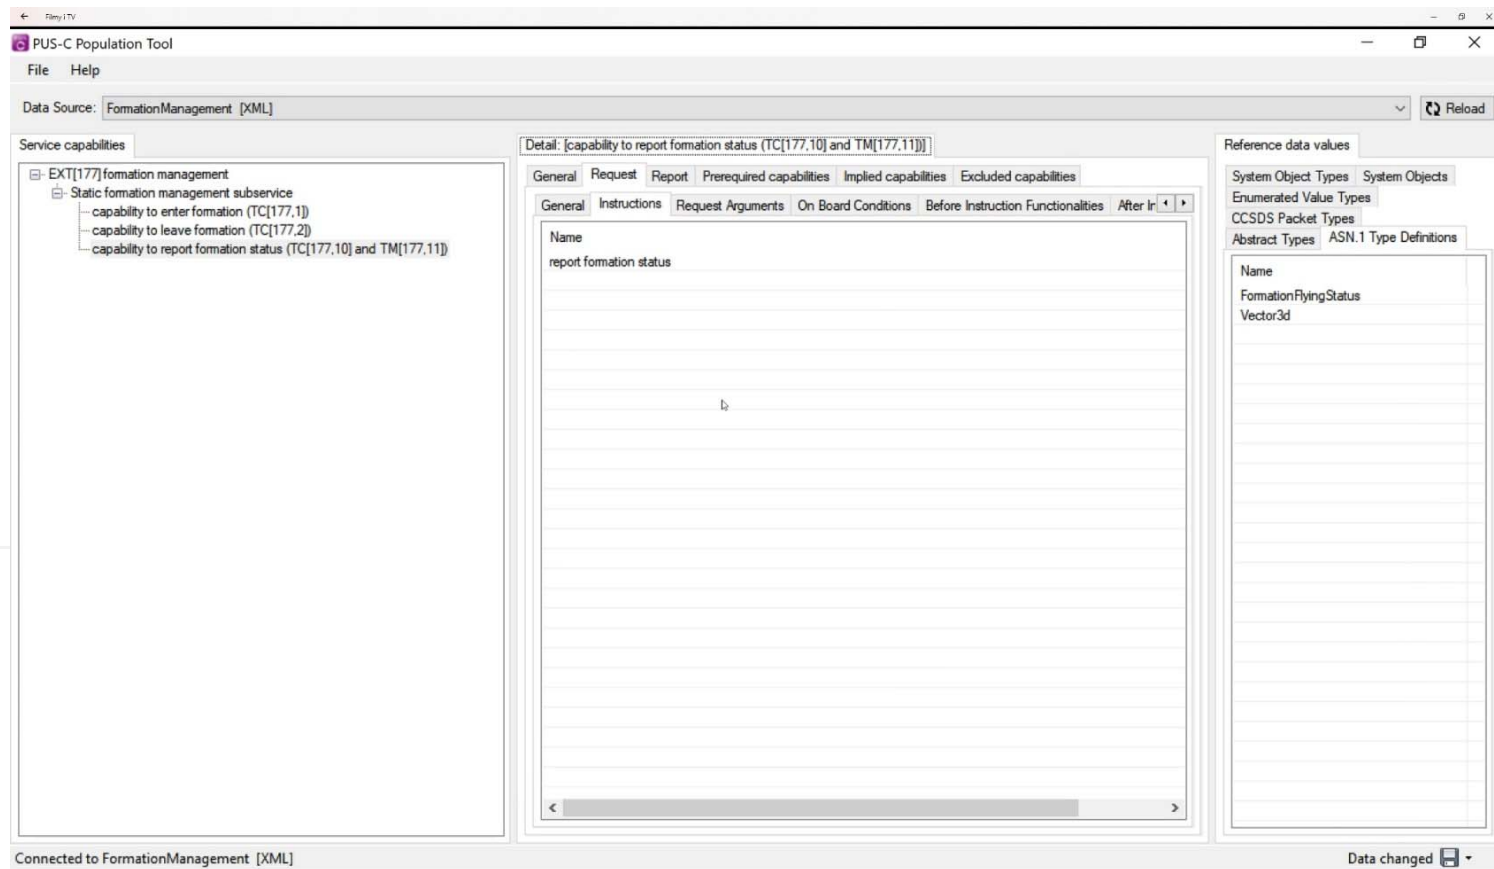 Filmy i TV
PUS-C Population Tool
File Help
Data Source: FormationManagement [XML] Reload
Service capabilities
EXT[177] formation management
Static formation management subservice
capability to enter formation (TC[177,1])
capability to leave formation (TC[177,2])
capability to report formation status (TC[177,10] and TM[177,11])
Detail: [capability to report formation status (TC[177,10] and TM[177,11])]
General Request Report Prerequired capabilities Implied capabilities Excluded capabilities
General Instructions Request Arguments On Board Conditions Before Instruction Functionalities After Ir
Name
report formation status
Reference data values
System Object Types System Objects
Enumerated Value Types
CCSDS Packet Types
Abstract Types ASN.1 Type Definitions
Name
FormationFlyingStatus
Vector3d
Connected to FormationManagement [XML] Data changed